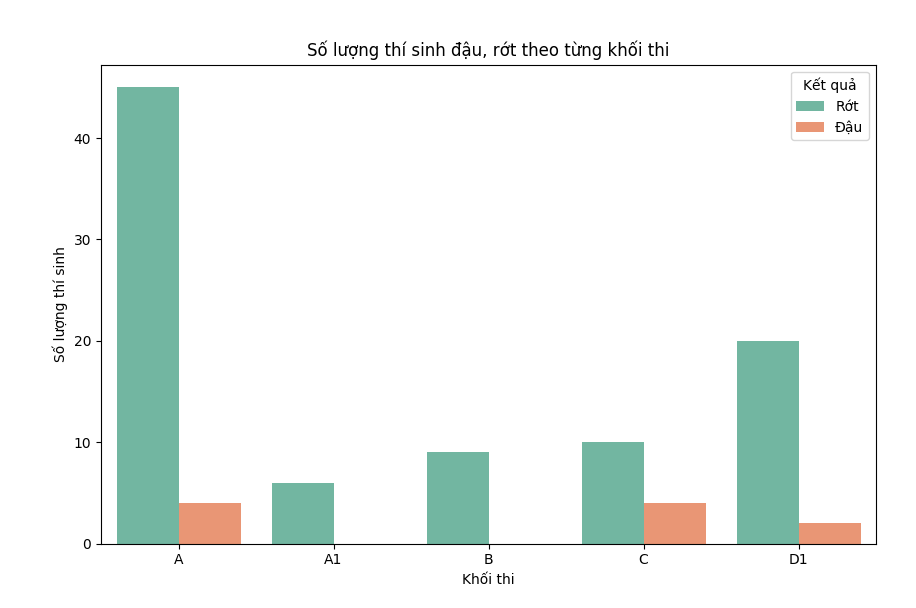 Số lượng thí sinh đậu, rớt theo từng khối thi
Kết quả
Rớt
Đậu
Số lượng thí sinh
40
30
20
10
0
A
A1
B
C
D1
Khối thi